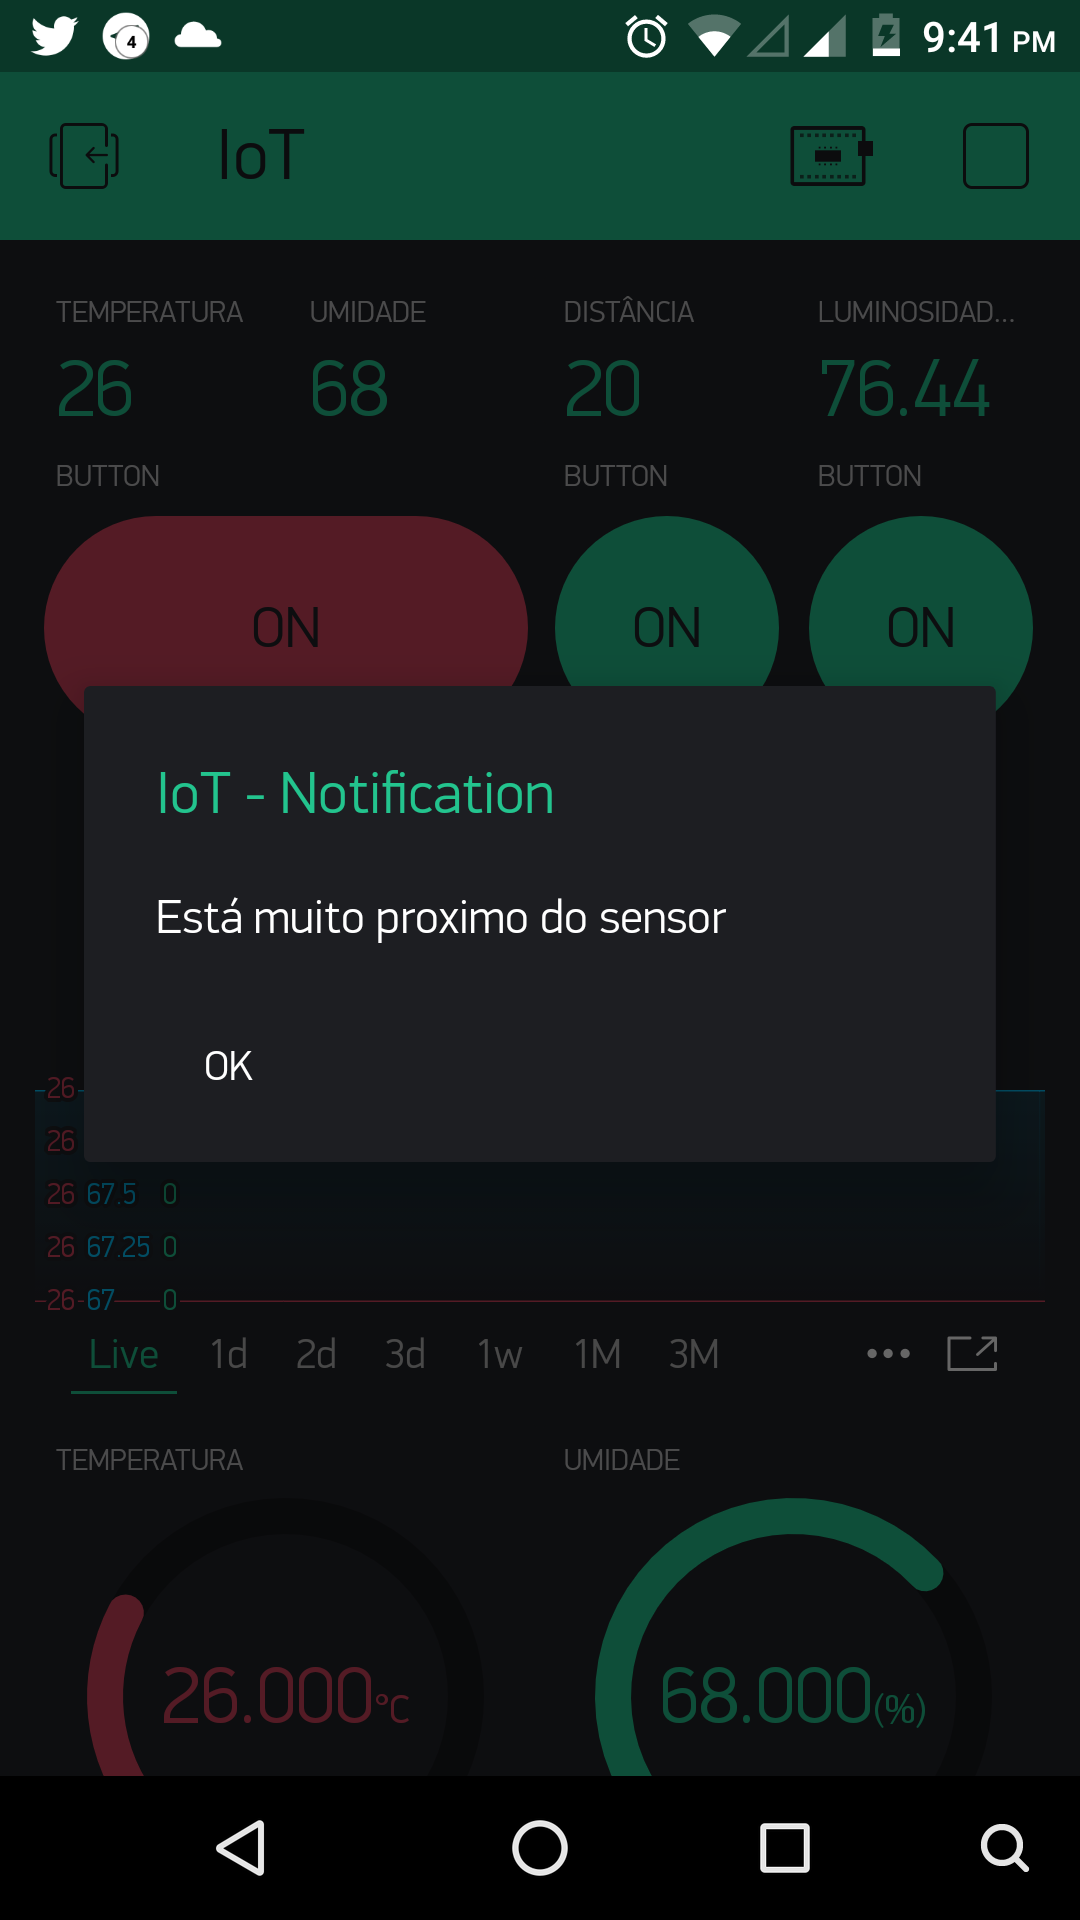 4 9:41 PM
IoT
TEMPERATURA UMIDADE DISTÂNCIA LUMINOSIDAD...
26 68 20 76.44
BUTTON BUTTON BUTTON
ON ON ON
IoT - Notification
Está muito proximo do sensor
OK
26
26
26 67.5 0
26 67.25 0
26 67 0
Live 1d 2d 3d 1w 1M 3M
TEMPERATURA UMIDADE
26.000°C 68.000(%)